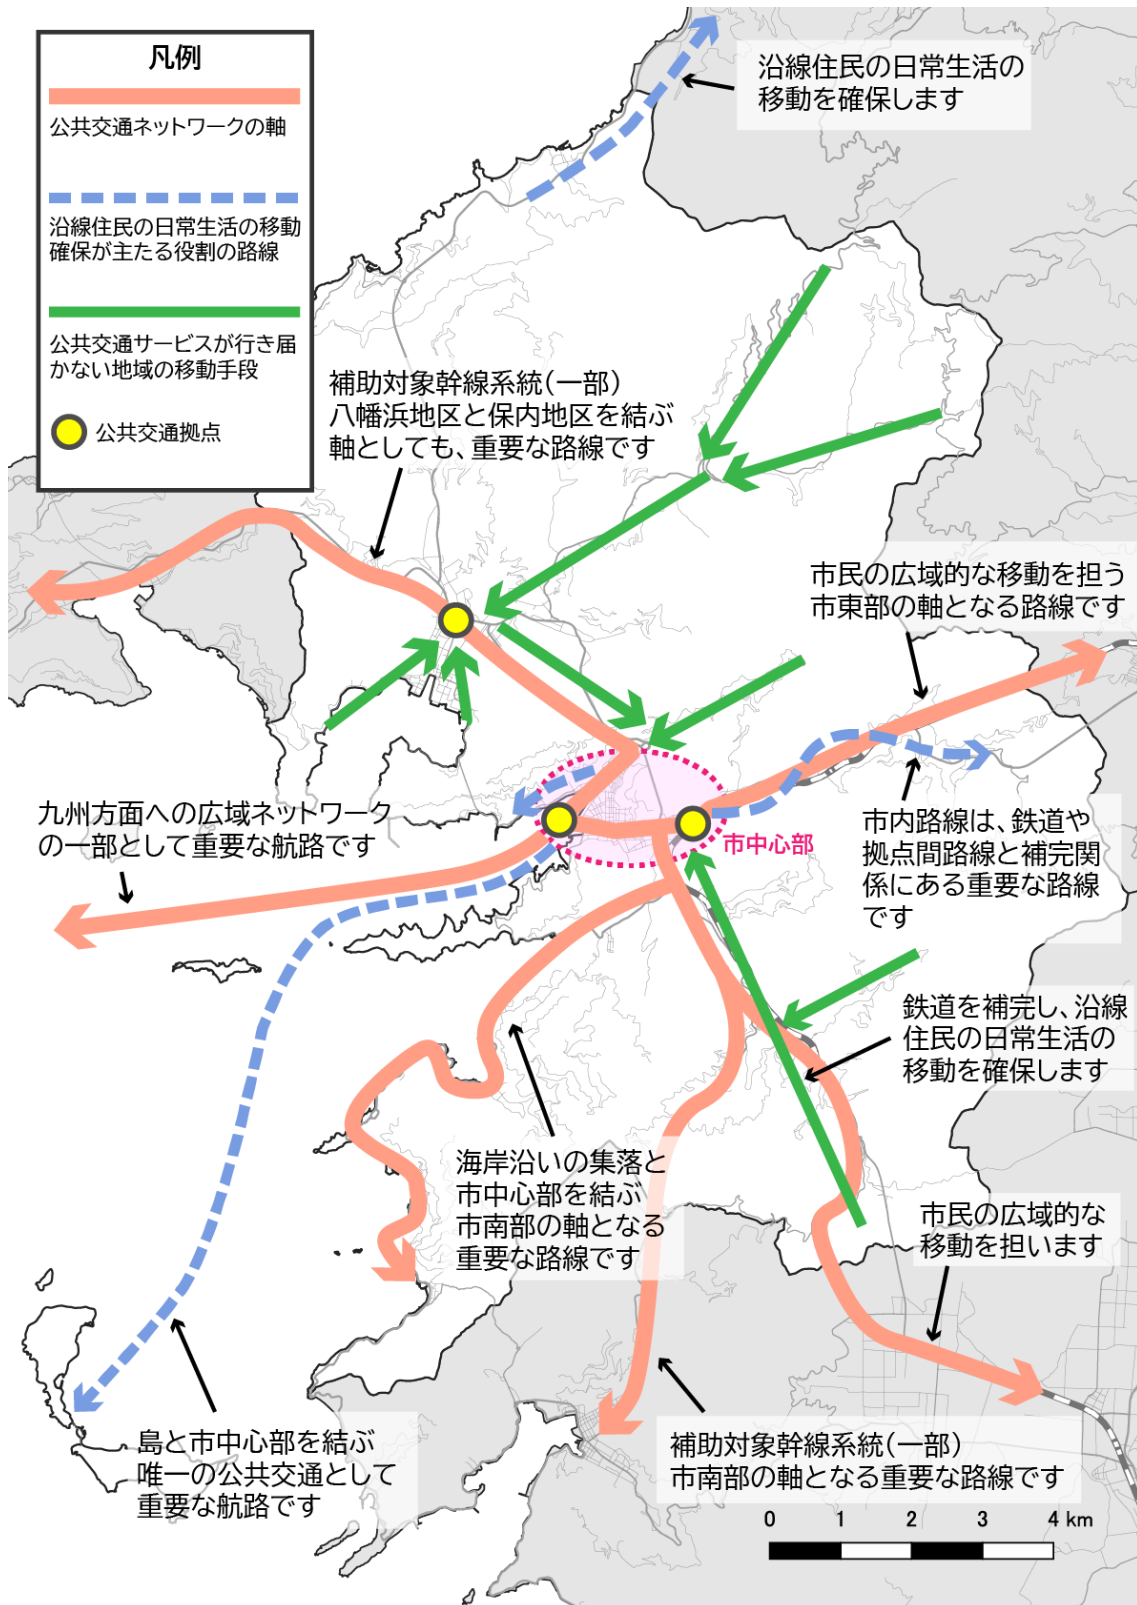 凡例
公共交通ネットワークの軸
沿線住民の日常生活の移動
確保が主たる役割の路線
公共交通サービスが行き届
かない地域の移動手段
公共交通拠点
沿線住民の日常生活の
移動を確保します
補助対象幹線系統(一部)
八幡浜地区と保内地区を結ぶ
軸としても、重要な路線です
市民の広域的な移動を担う
市東部の軸となる路線です
九州方面への広域ネットワーク
の一部として重要な航路です
市中心部
市内路線は、鉄道や
拠点間路線と補完関
係にある重要な路線
です
鉄道を補完し、沿線
住民の日常生活の
移動を確保します
海岸沿いの集落と
市中心部を結ぶ
市南部の軸となる
重要な路線です
市民の広域的な
移動を担います
島と市中心部を結ぶ
唯一の公共交通として
重要な航路です
補助対象幹線系統(一部)
市南部の軸となる重要な路線です
0 1 2 3 4 km